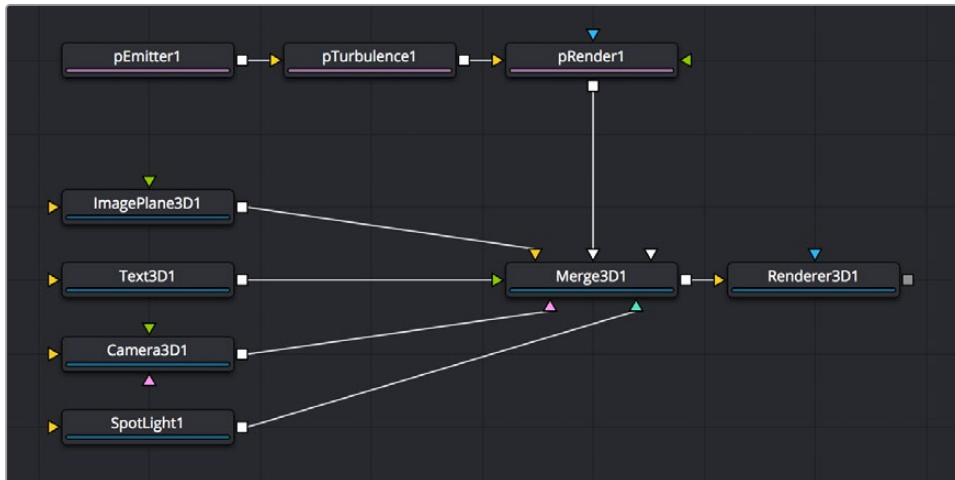 pEmitter1
pTurbulence1
pRender1
ImagePlane3D1
Text3D1
Merge3D1
Renderer3D1
Camera3D1
SpotLight1